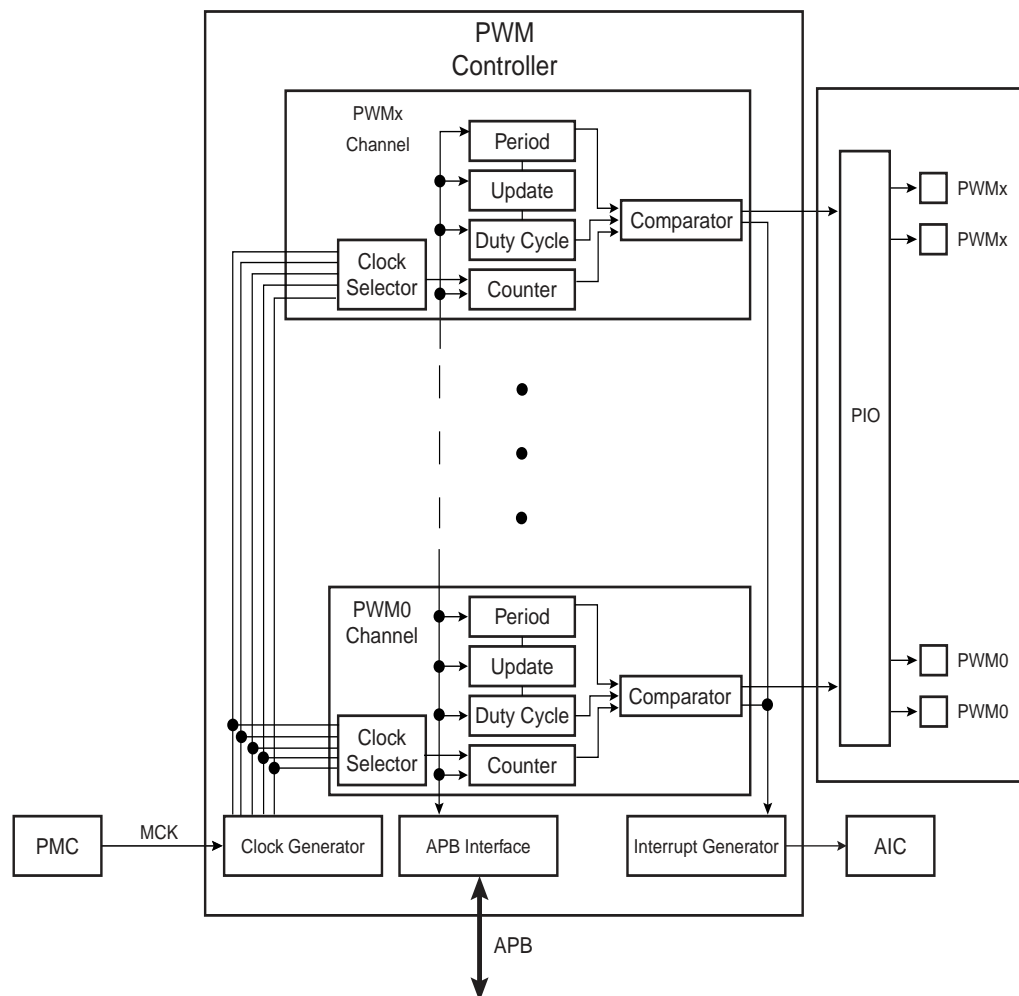 PWM
Controller
PWMx
Channel
Period
Update
Duty Cycle
Comparator
Clock
Selector
Counter
PWMx
PWMx
PIO
PWM0
Channel
Period
Update
Duty Cycle
Comparator
Clock
Selector
Counter
PWM0
PWM0
PMC
MCK
Clock Generator
APB Interface
Interrupt Generator
AIC
APB